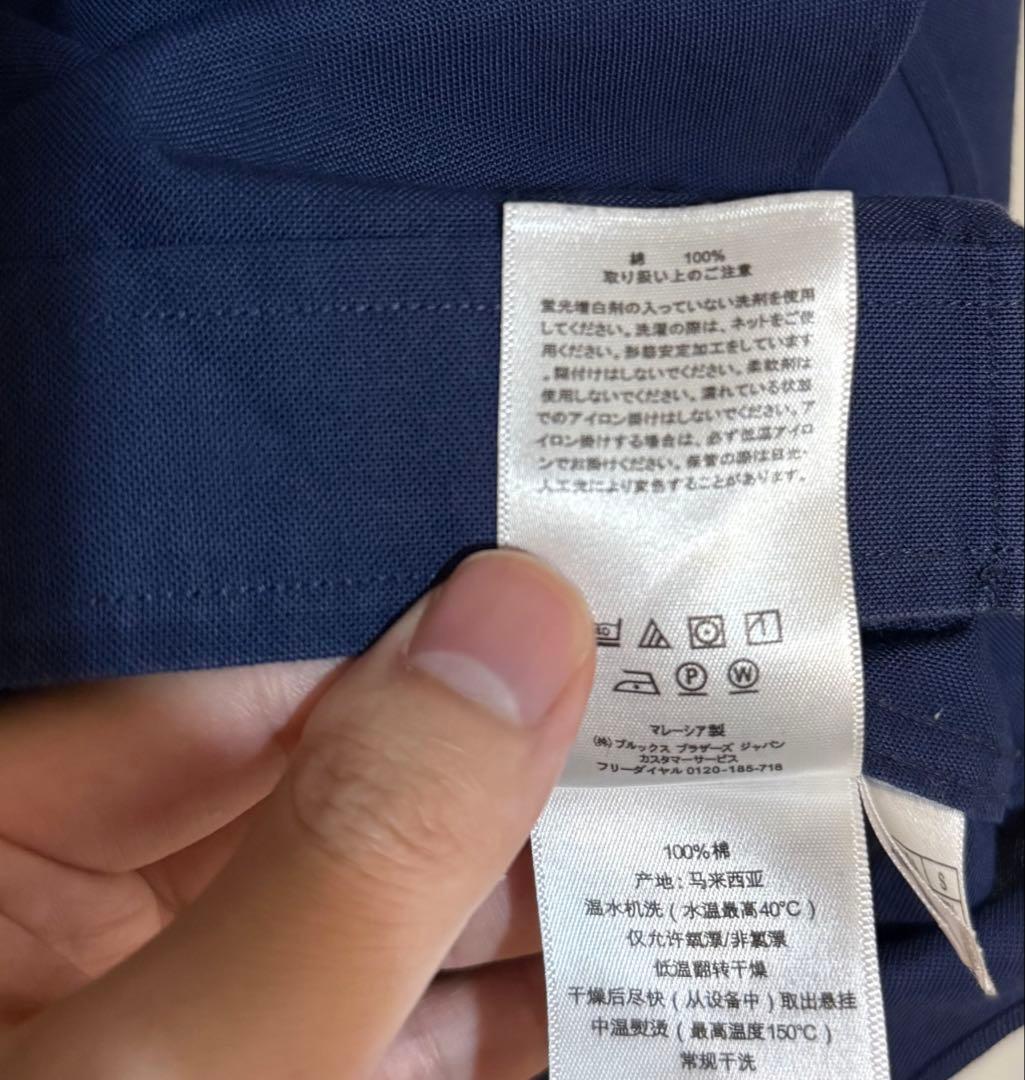 綿 100%
取り扱い上のご注意
蛍光増白剤の入っていない洗剤を使用
してください。洗濯の際は、ネットをご使
用ください。形態安定加工をしています
。糊付けはしないでください。柔軟剤は
使用しないでください。濡れている状態
でのアイロン掛けはしないでください。ア
イロン掛けする場合は、必ず低温アイロ
ンでお掛けください。保管の際は日光・
人工光により変色することがあります。
40
P W
マレーシア製
(株)ブルックス ブラザーズ ジャパン
カスタマーサービス
フリーダイヤル 0120-185-718
100%棉
产地:马来西亚
温水机洗(水温最高40℃)
仅允许氧漂/非氯漂
低温翻转干燥
干燥后尽快(从设备中)取出悬挂
中温熨烫(最高温度150℃)
常规干洗
S